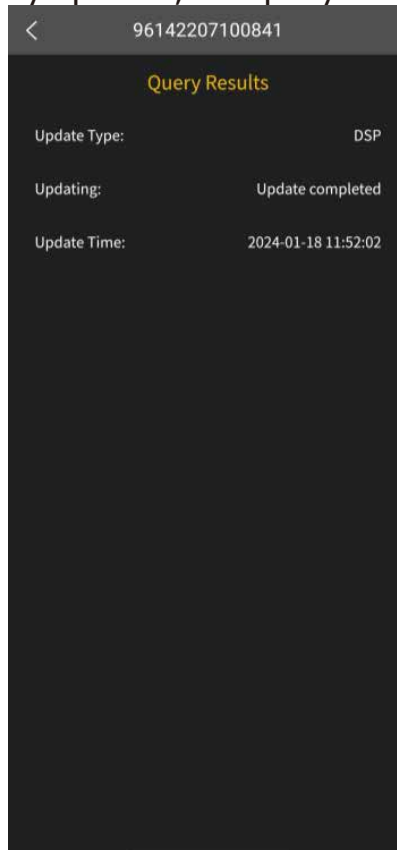 96142207100841
Query Results
Update Type: DSP
Updating: Update completed
Update Time: 2024-01-18 11:52:02